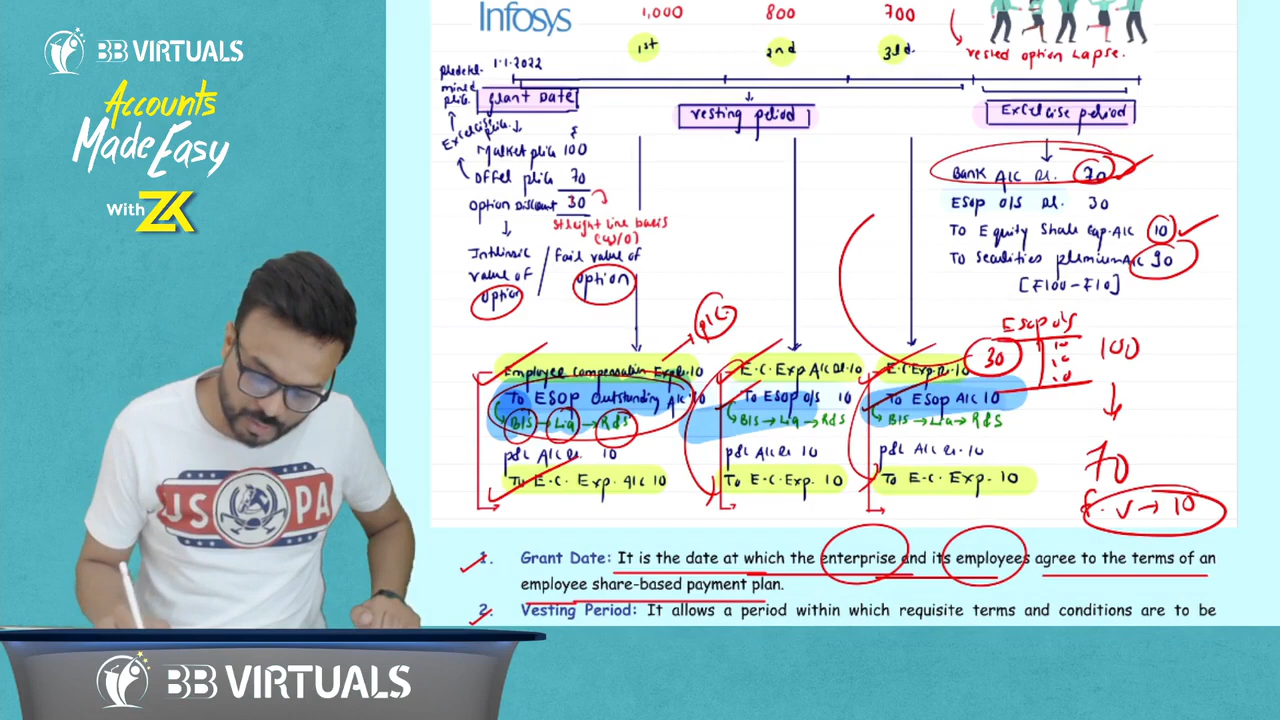 BB VIRTUALS
Accounts
Made Easy
With ZK
USPA
BB VIRTUALS
Infosys
1,000 800 700
1st 2nd 3rd
vested option lapse.
1.1.2022
Grant Date
Vesting period
Exercise period
Exercise price
Market price 100
Offer price 70
Option Discount 30
Straight line basis
(w/o)
Intrinsic value of option / Fair value of option
Bank A/c Dr. 70
ESOP O/S Dr. 30
To Equity Share Cap. A/c 10
To Securities premium A/c 90
[₹100 - ₹10]
P/L
ESOP O/S
30
10
10
10
100
70
F.V → 10
Employee compensation Exp Dr. 10
To ESOP Outstanding A/c 10
B/S → Lia → R&S
P&L A/c Dr. 10
To E.C. Exp. A/c 10
E.C. Exp A/c Dr. 10
To ESOP O/S 10
B/S → Lia → R&S
P&L A/c Dr 10
To E.C. Exp. 10
E.C. Exp Dr. 10
To ESOP A/c 10
B/S → Lia → R&S
P&L A/c Dr. 10
To E.C. Exp. 10
1. Grant Date: It is the date at which the enterprise and its employees agree to the terms of an
employee share-based payment plan.
2. Vesting Period: It allows a period within which requisite terms and conditions are to be